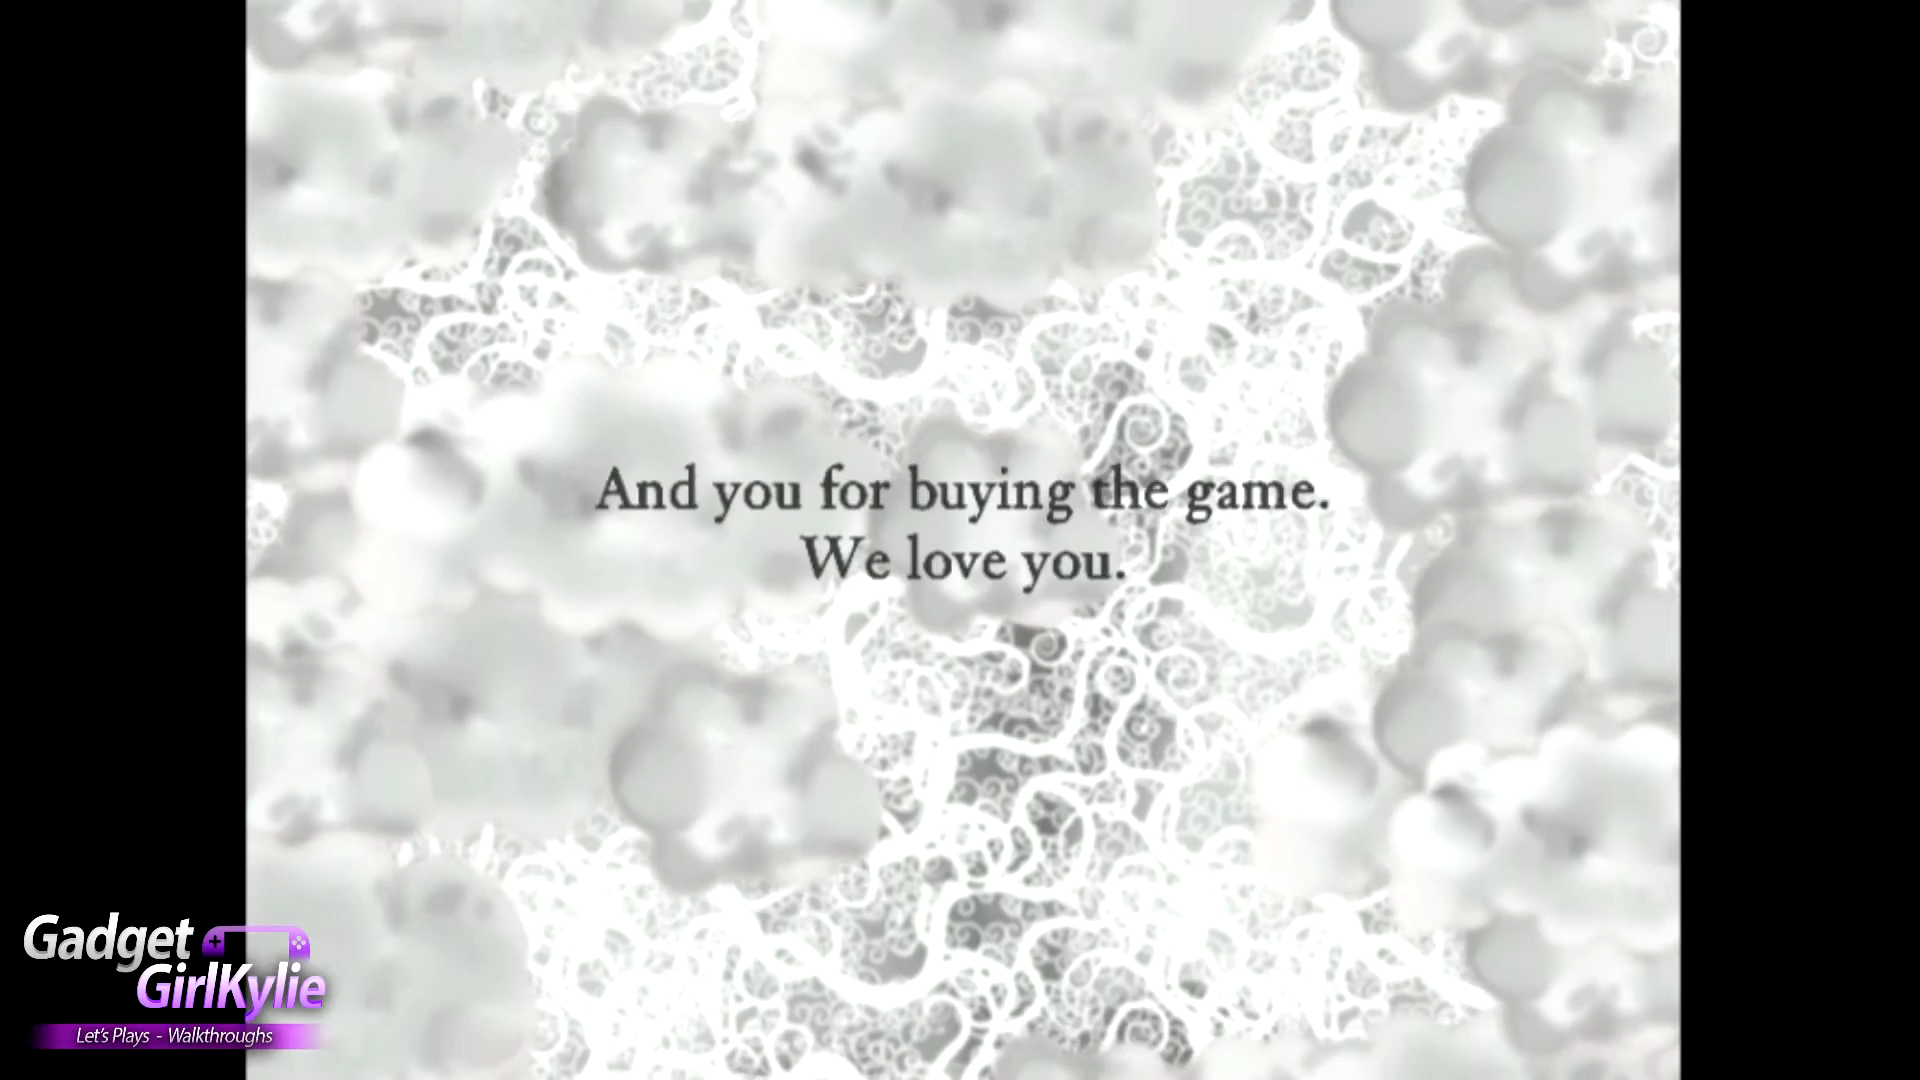 And you for buying the game.
We love you.
Gadget
GirlKylie
Let's Plays - Walkthroughs